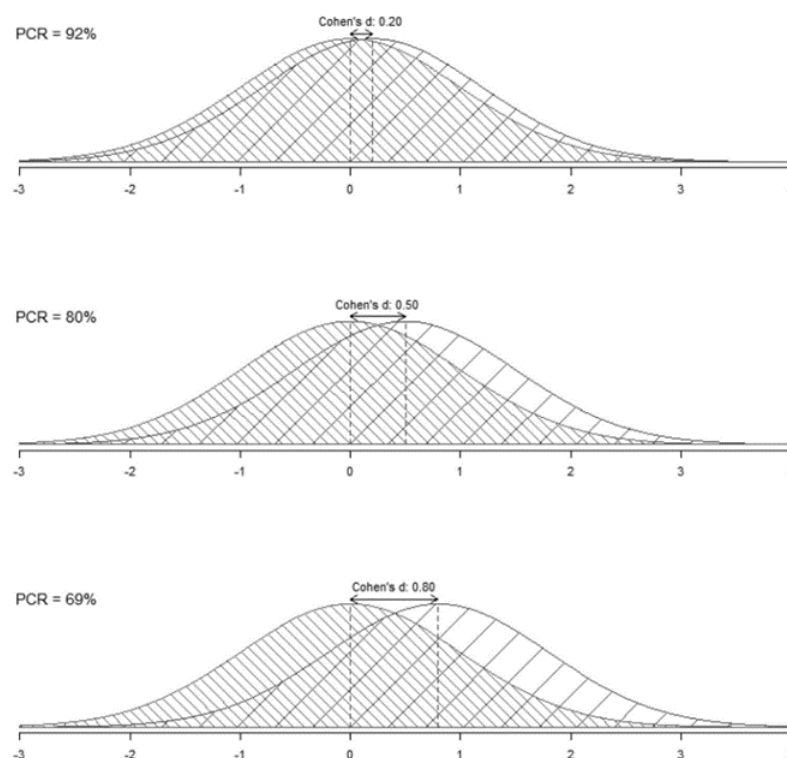 Cohen's d: 0.20
PCR = 92%
-3 -2 -1 0 1 2 3
Cohen's d: 0.50
PCR = 80%
-3 -2 -1 0 1 2 3
Cohen's d: 0.80
PCR = 69%
-3 -2 -1 0 1 2 3